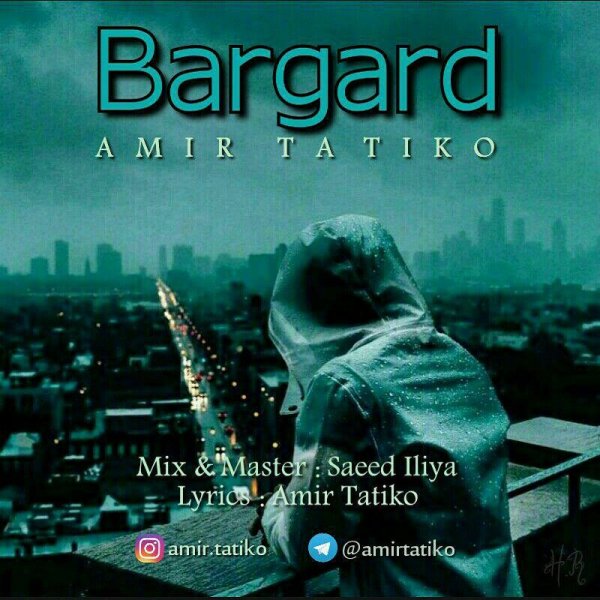 Bargard
AMIR TATIKO
Mix & Master : Saeed Iliya
Lyrics : Amir Tatiko
amir.tatiko @amirtatiko
H.R